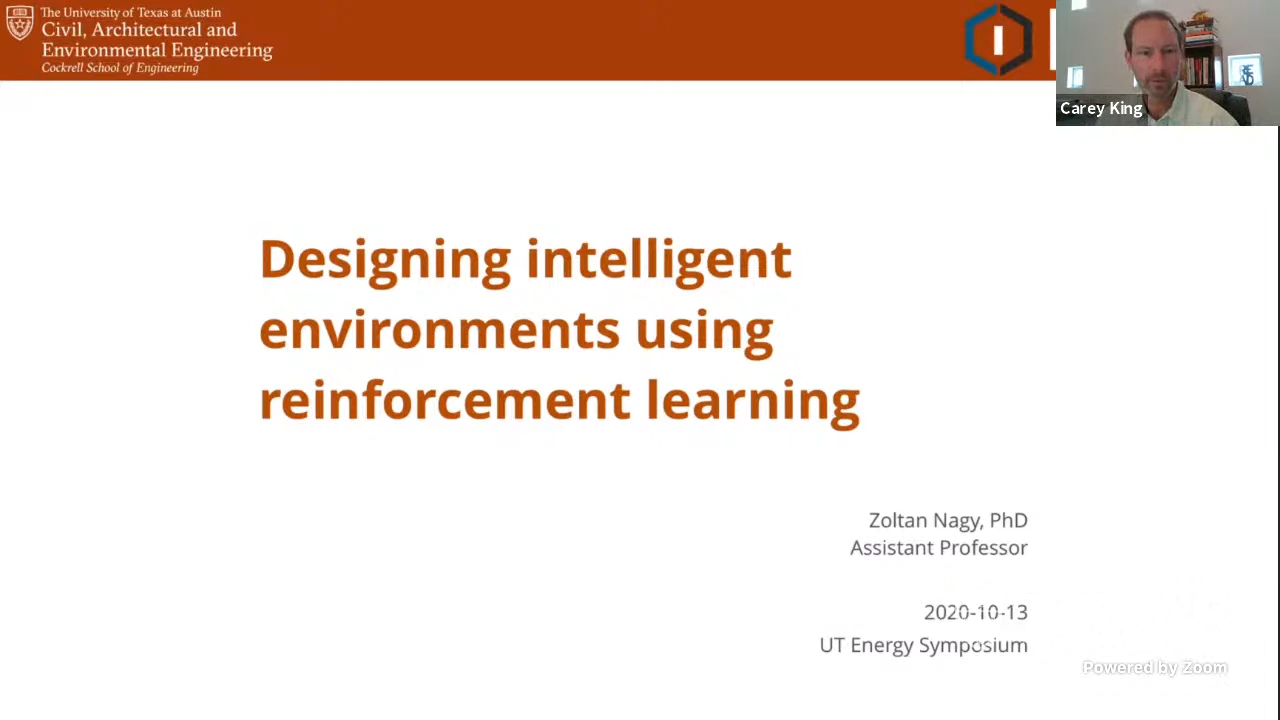 The University of Texas at Austin
Civil, Architectural and
Environmental Engineering
Cockrell School of Engineering
Carey King
Designing intelligent
environments using
reinforcement learning
Zoltan Nagy, PhD
Assistant Professor
2020-10-13
UT Energy Symposium
Powered by Zoom